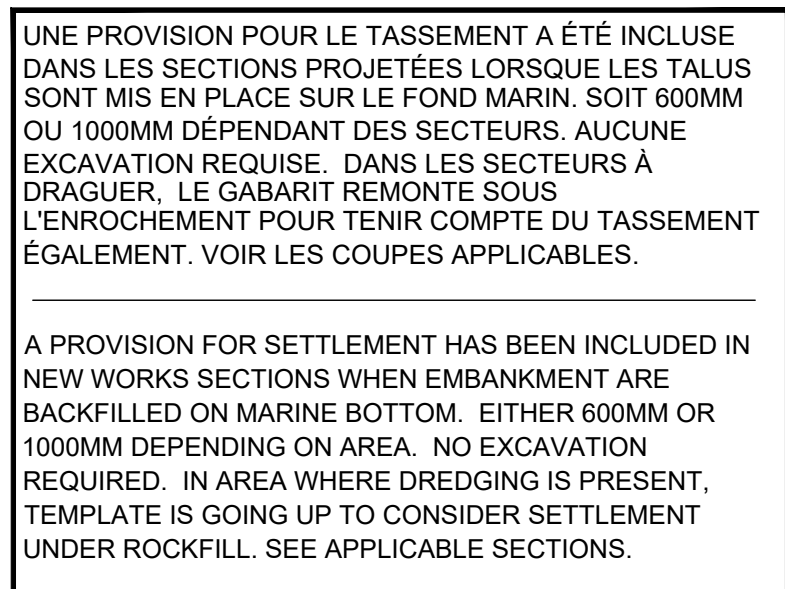 UNE PROVISION POUR LE TASSEMENT A ÉTÉ INCLUSE
DANS LES SECTIONS PROJETÉES LORSQUE LES TALUS
SONT MIS EN PLACE SUR LE FOND MARIN. SOIT 600MM
OU 1000MM DÉPENDANT DES SECTEURS. AUCUNE
EXCAVATION REQUISE.  DANS LES SECTEURS À
DRAGUER,  LE GABARIT REMONTE SOUS
L'ENROCHEMENT POUR TENIR COMPTE DU TASSEMENT
ÉGALEMENT. VOIR LES COUPES APPLICABLES.
A PROVISION FOR SETTLEMENT HAS BEEN INCLUDED IN
NEW WORKS SECTIONS WHEN EMBANKMENT ARE
BACKFILLED ON MARINE BOTTOM.  EITHER 600MM OR
1000MM DEPENDING ON AREA.  NO EXCAVATION
REQUIRED.  IN AREA WHERE DREDGING IS PRESENT,
TEMPLATE IS GOING UP TO CONSIDER SETTLEMENT
UNDER ROCKFILL. SEE APPLICABLE SECTIONS.